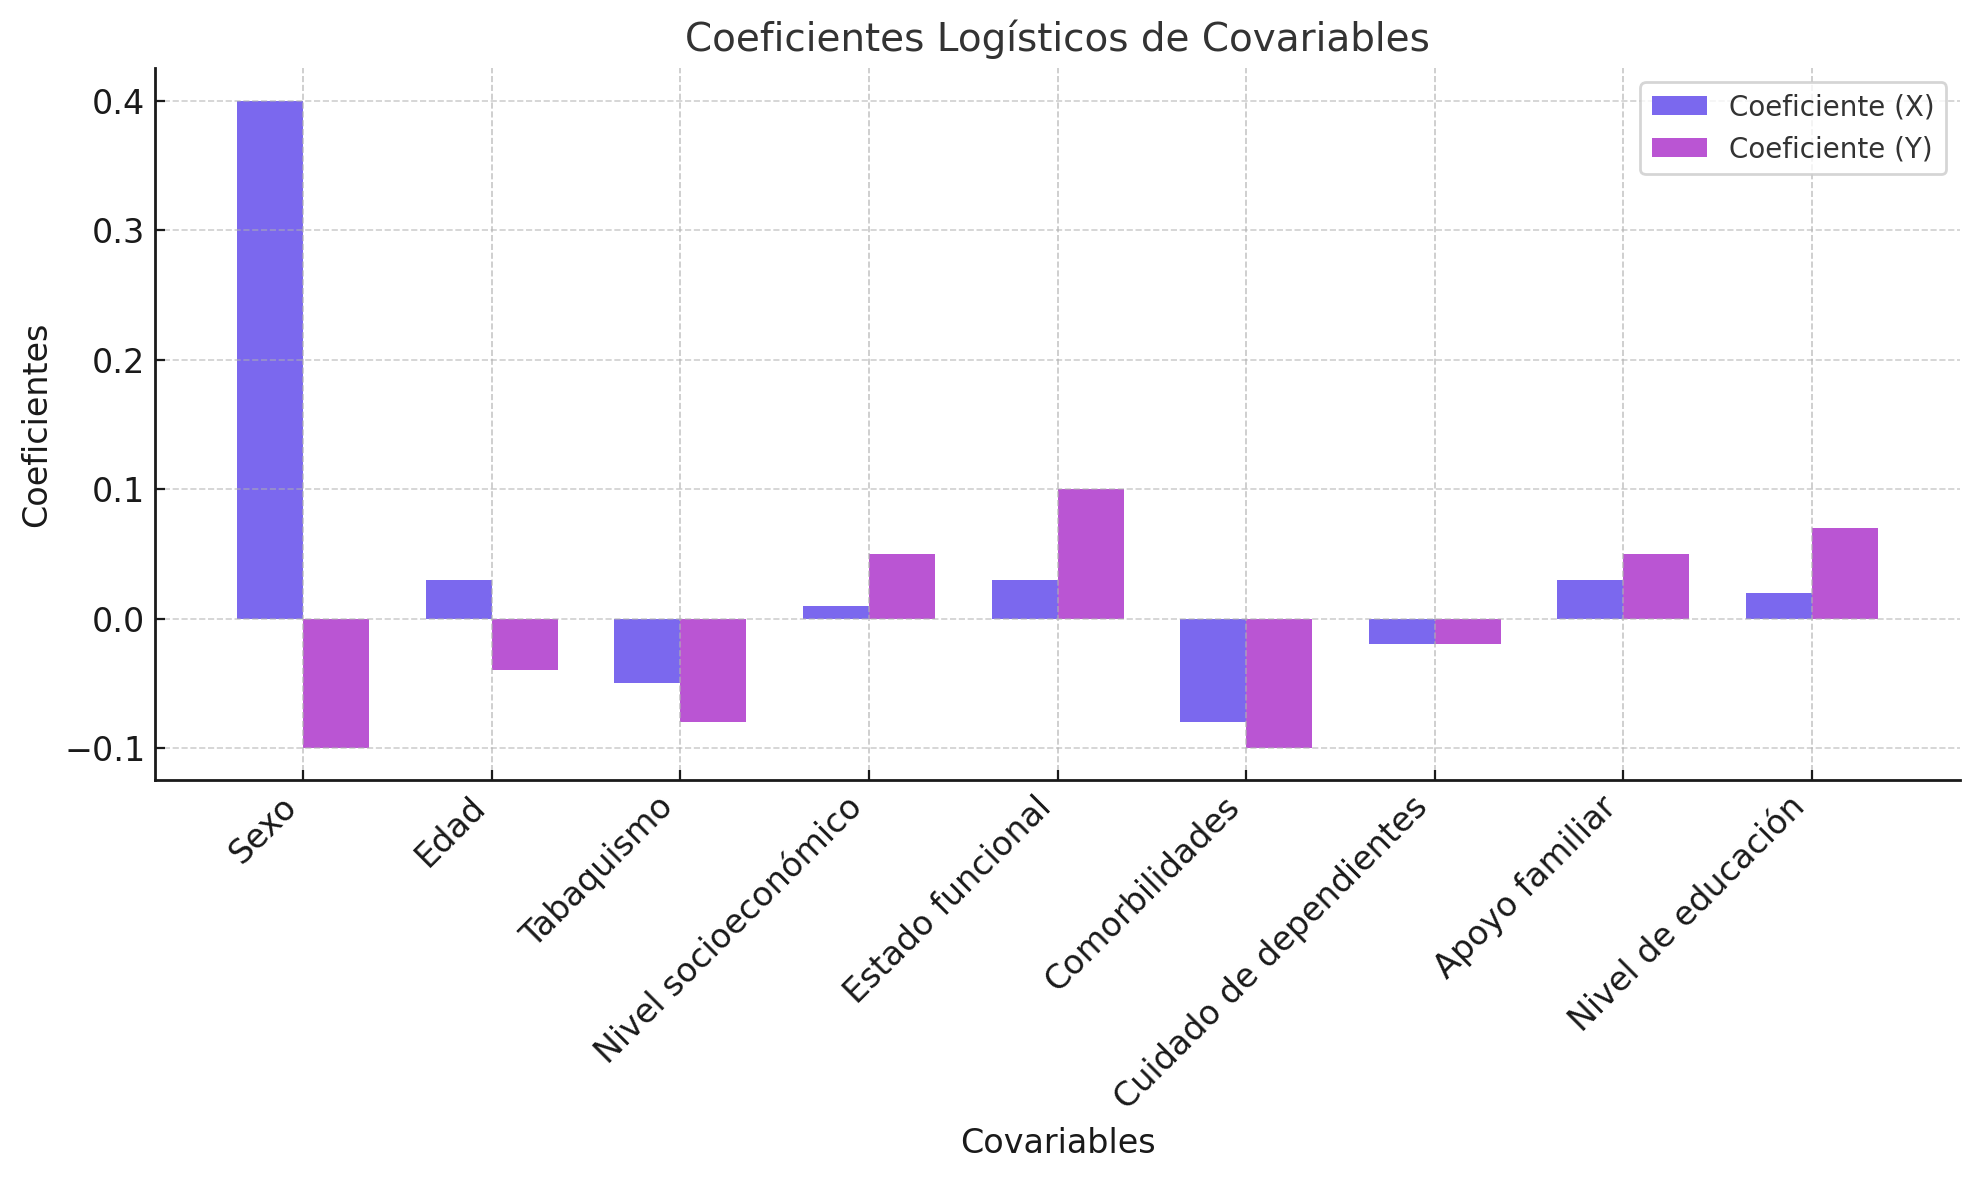 Coeficientes Logísticos de Covariables
Coeficiente (X)
Coeficiente (Y)
Coeficientes
0.4
0.3
0.2
0.1
0.0
−0.1
Sexo
Edad
Tabaquismo
Nivel socioeconómico
Estado funcional
Comorbilidades
Cuidado de dependientes
Apoyo familiar
Nivel de educación
Covariables